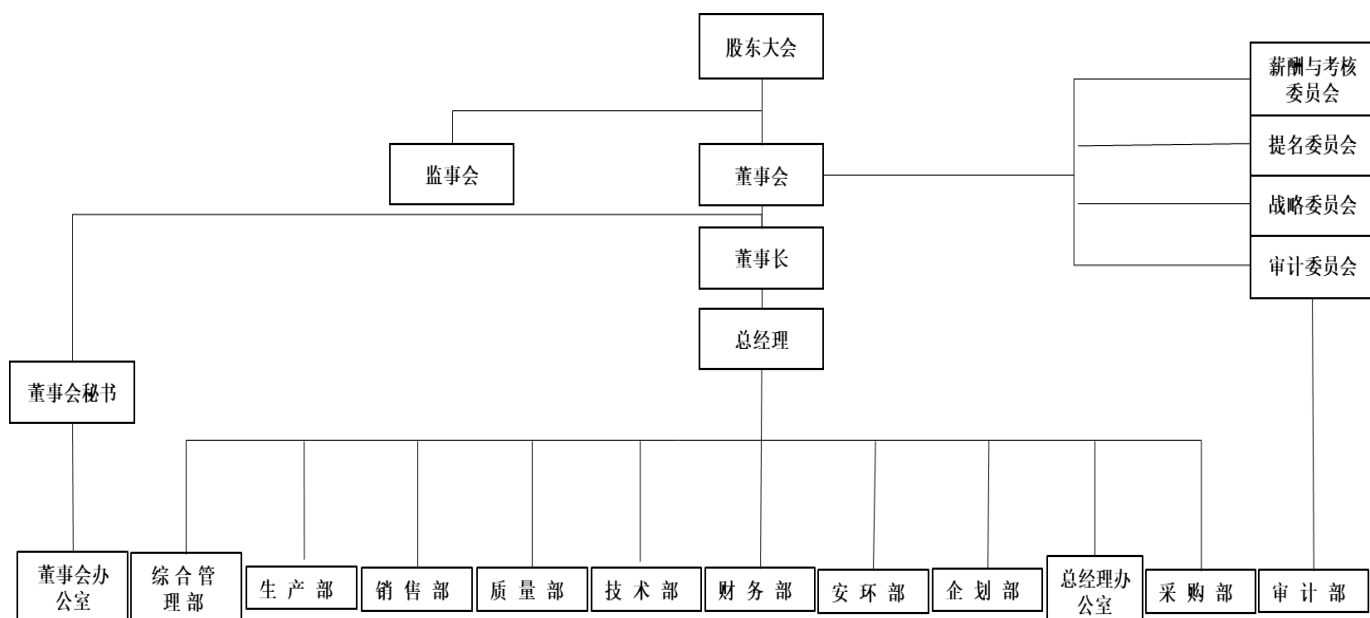 股东大会
薪酬与考核
委员会
提名委员会
监事会
董事会
战略委员会
董事长
审计委员会
总经理
董事会秘书
董事会办
公室
综合管
理部
生产部
销售部
质量部
技术部
财务部
安环部
企划部
总经理办
公室
采购部
审计部